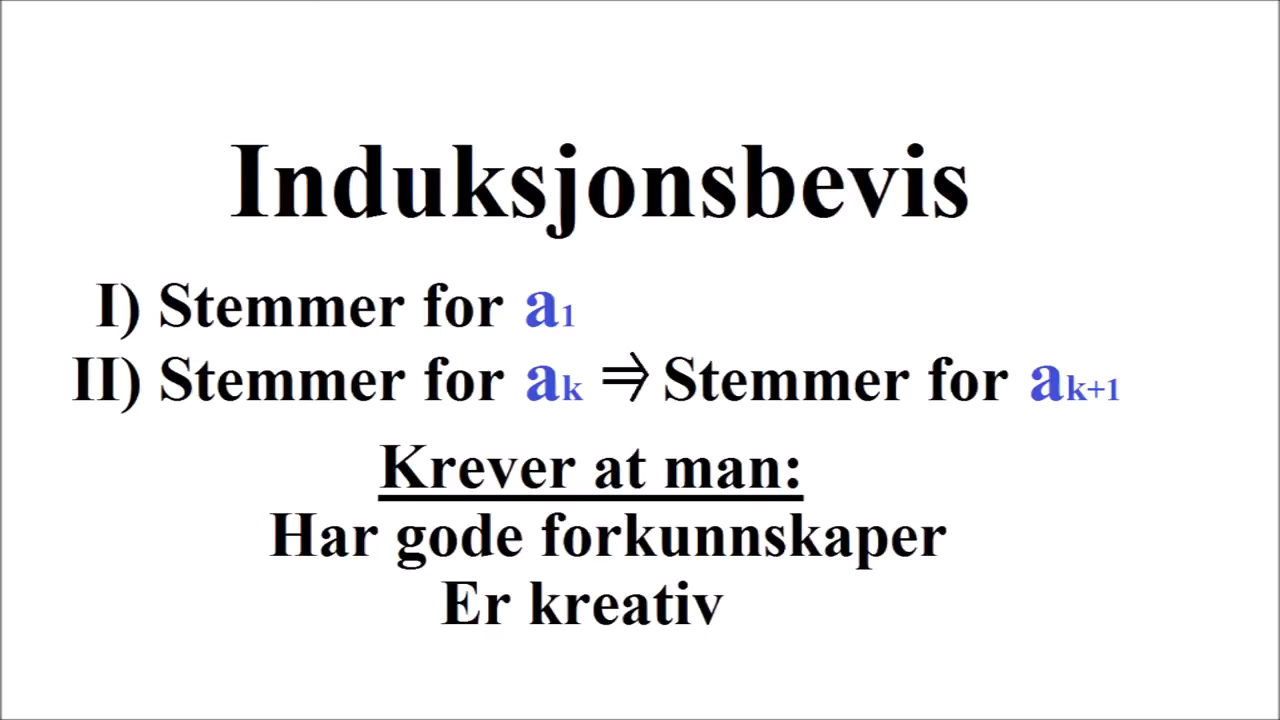 Induksjonsbevis
I) Stemmer for a₁
II) Stemmer for aₖ ⇒ Stemmer for aₖ₊₁
Krever at man:
Har gode forkunnskaper
Er kreativ